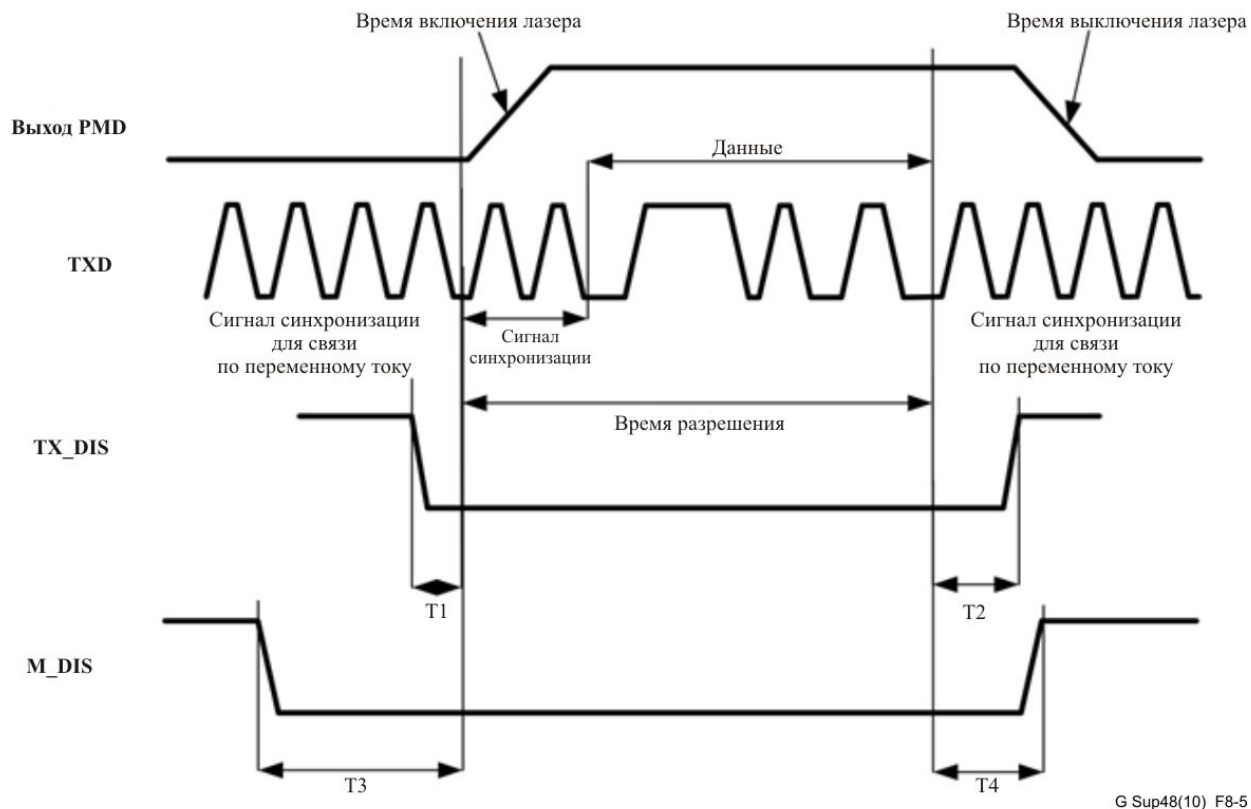 Время включения лазера
Время выключения лазера
Выход PMD
Данные
TXD
Сигнал синхронизации
для связи
по переменному току
Сигнал
синхронизации
Сигнал синхронизации
для связи
по переменному току
Время разрешения
TX_DIS
T1
T2
M_DIS
T3
T4
G Sup48(10)_F8-5